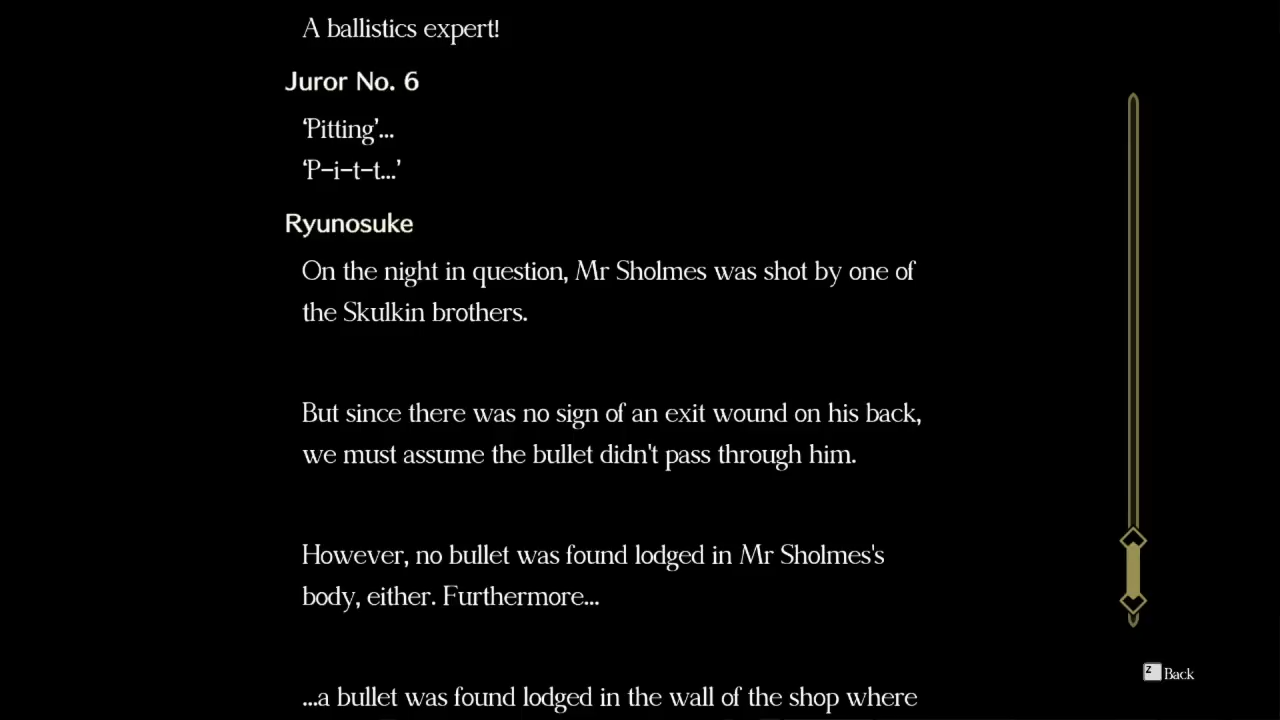 A ballistics expert!
Juror No. 6
‘Pitting’...
‘P-i-t-t...’
Ryunosuke
On the night in question, Mr Sholmes was shot by one of
the Skulkin brothers.
But since there was no sign of an exit wound on his back,
we must assume the bullet didn't pass through him.
However, no bullet was found lodged in Mr Sholmes's
body, either. Furthermore...
...a bullet was found lodged in the wall of the shop where
Z Back